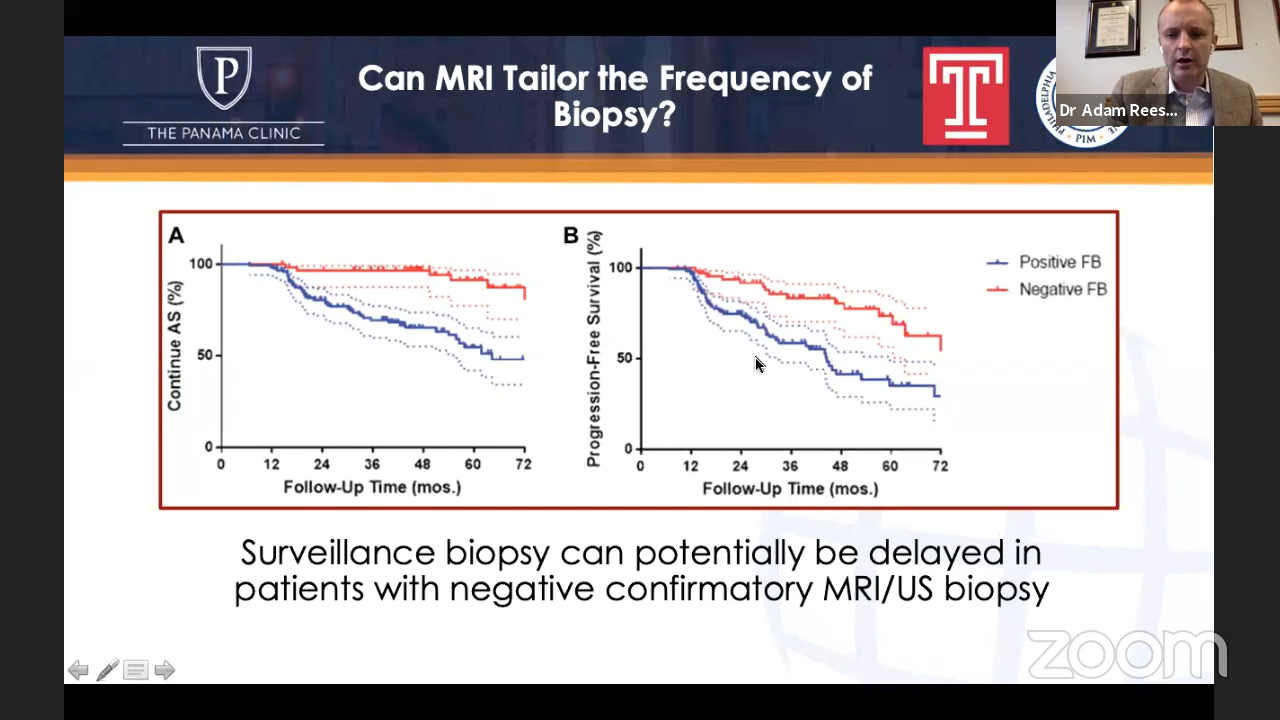 THE PANAMA CLINIC
Can MRI Tailor the Frequency of
Biopsy?
T
PHILADELPHIA
PIM
Dr Adam Rees...
A
Continue AS (%)
100
50
0
0 12 24 36 48 60 72
Follow-Up Time (mos.)
B
Progression-Free Survival (%)
100
50
0
0 12 24 36 48 60 72
Follow-Up Time (mos.)
Positive FB
Negative FB
Surveillance biopsy can potentially be delayed in
patients with negative confirmatory MRI/US biopsy
zoom